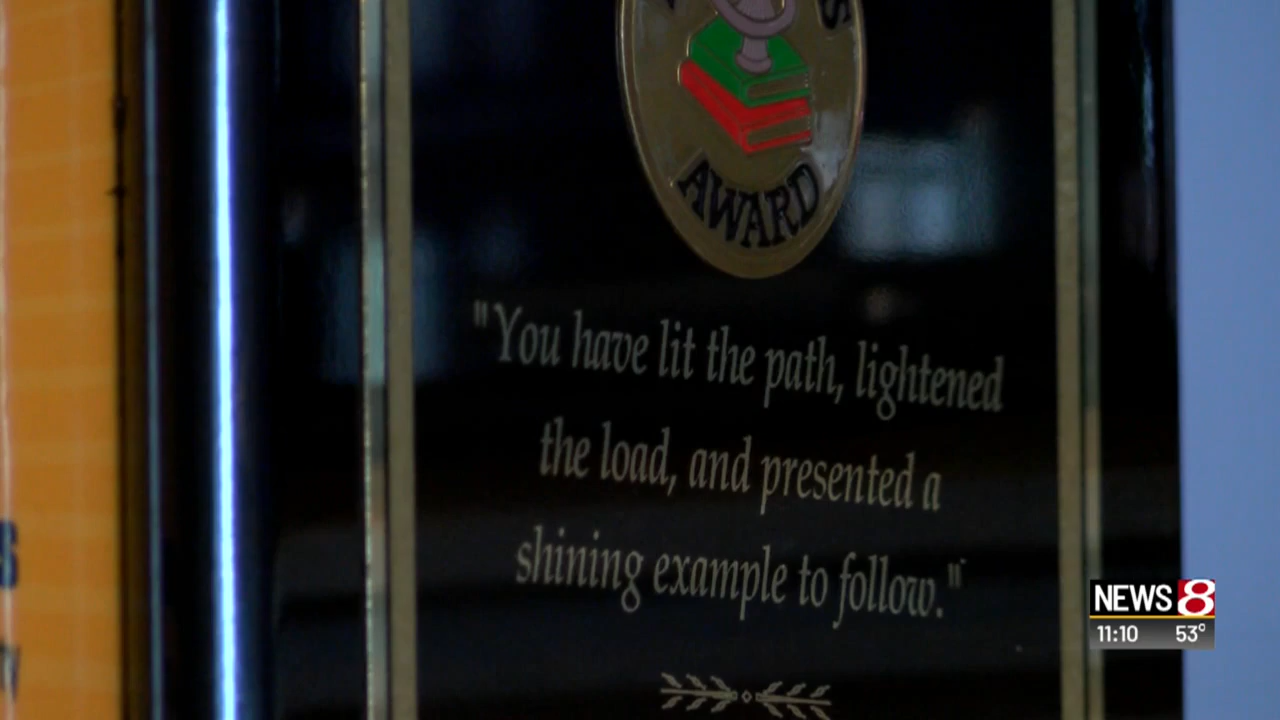 AWARD
"You have lit the path, lightened
the load, and presented a
shining example to follow."
NEWS 8
11:10 53°